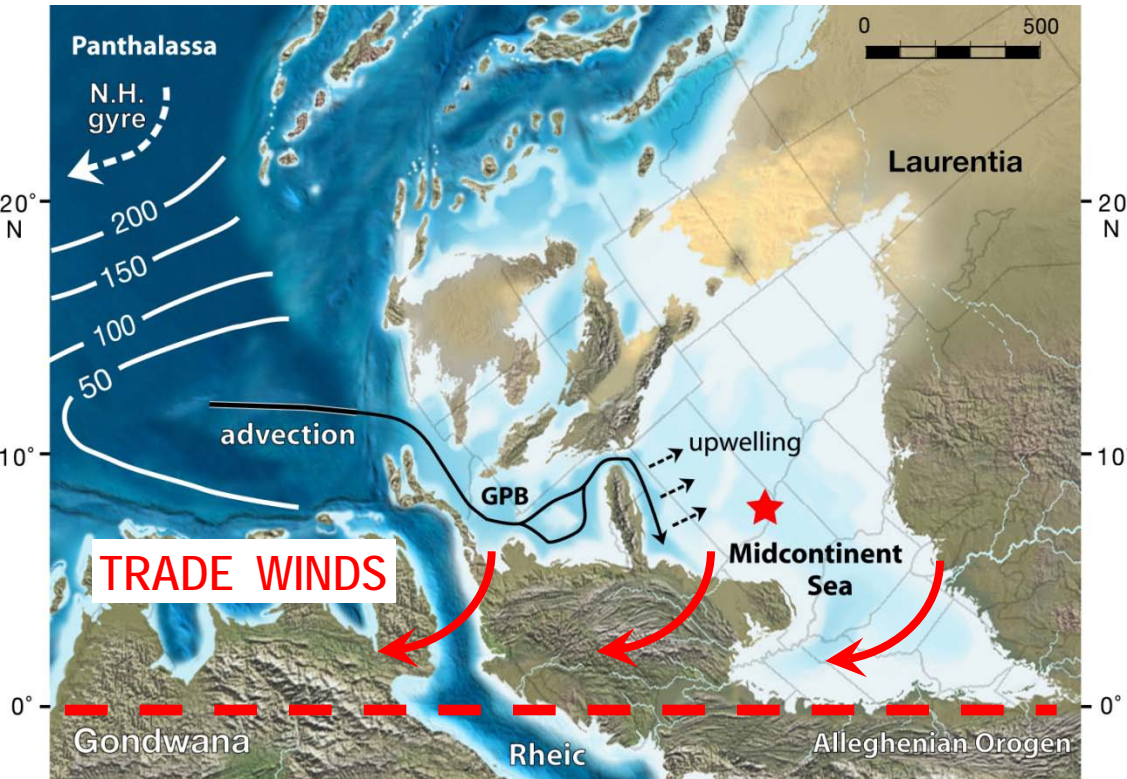 Panthalassa
N.H.
gyre
0 500
Laurentia
20°
N
20
N
200
150
100
50
advection
10°
10
upwelling
GPB
Midcontinent
Sea
TRADE WINDS
0°
0°
Gondwana
Rheic
Alleghenian Orogen